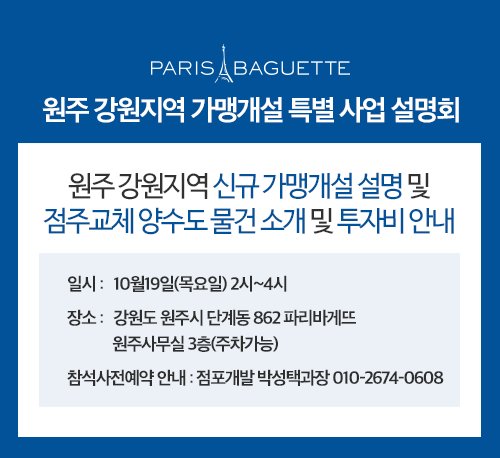 PARIS BAGUETTE
원주 강원지역 가맹개설 특별 사업 설명회
원주 강원지역 신규 가맹개설 설명 및
점주교체 양수도 물건 소개 및 투자비 안내
일시 : 10월19일(목요일) 2시~4시
장소 : 강원도 원주시 단계동 862 파리바게뜨
원주사무실 3층(주차가능)
참석사전예약 안내 : 점포개발 박성택과장 010-2674-0608